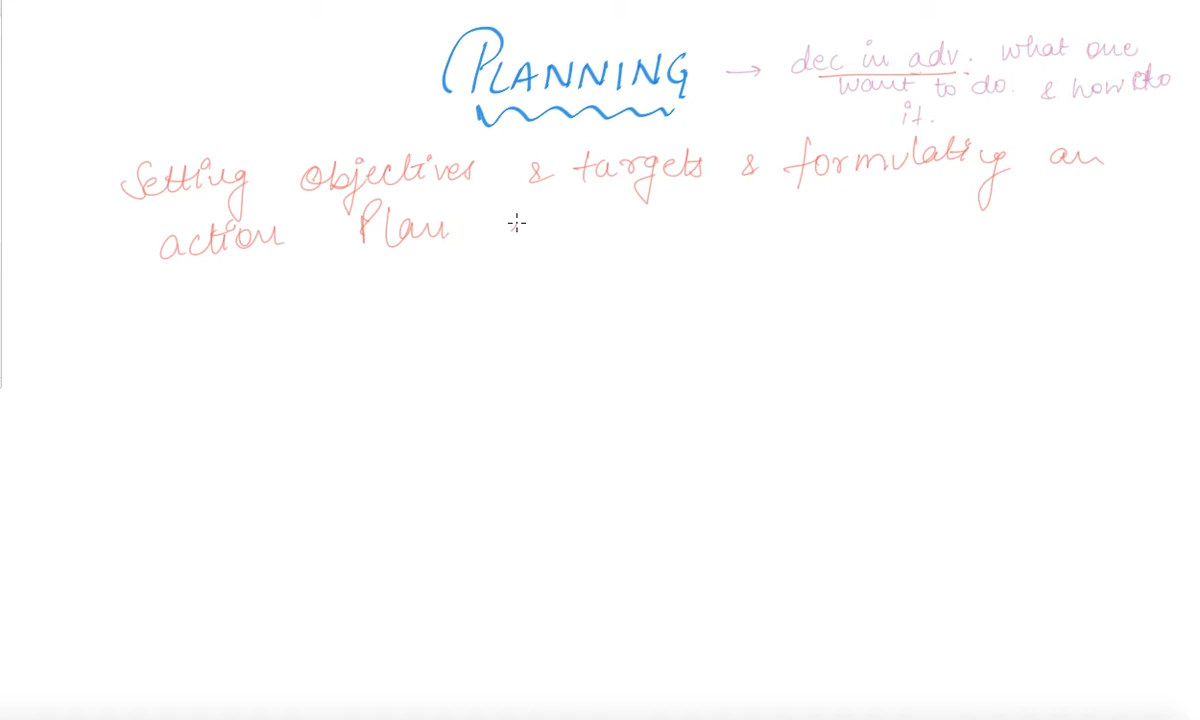 PLANNING → dec in adv. what one
want to do. & how to
it.
Setting Objectives & targets & formulating an
action Plan